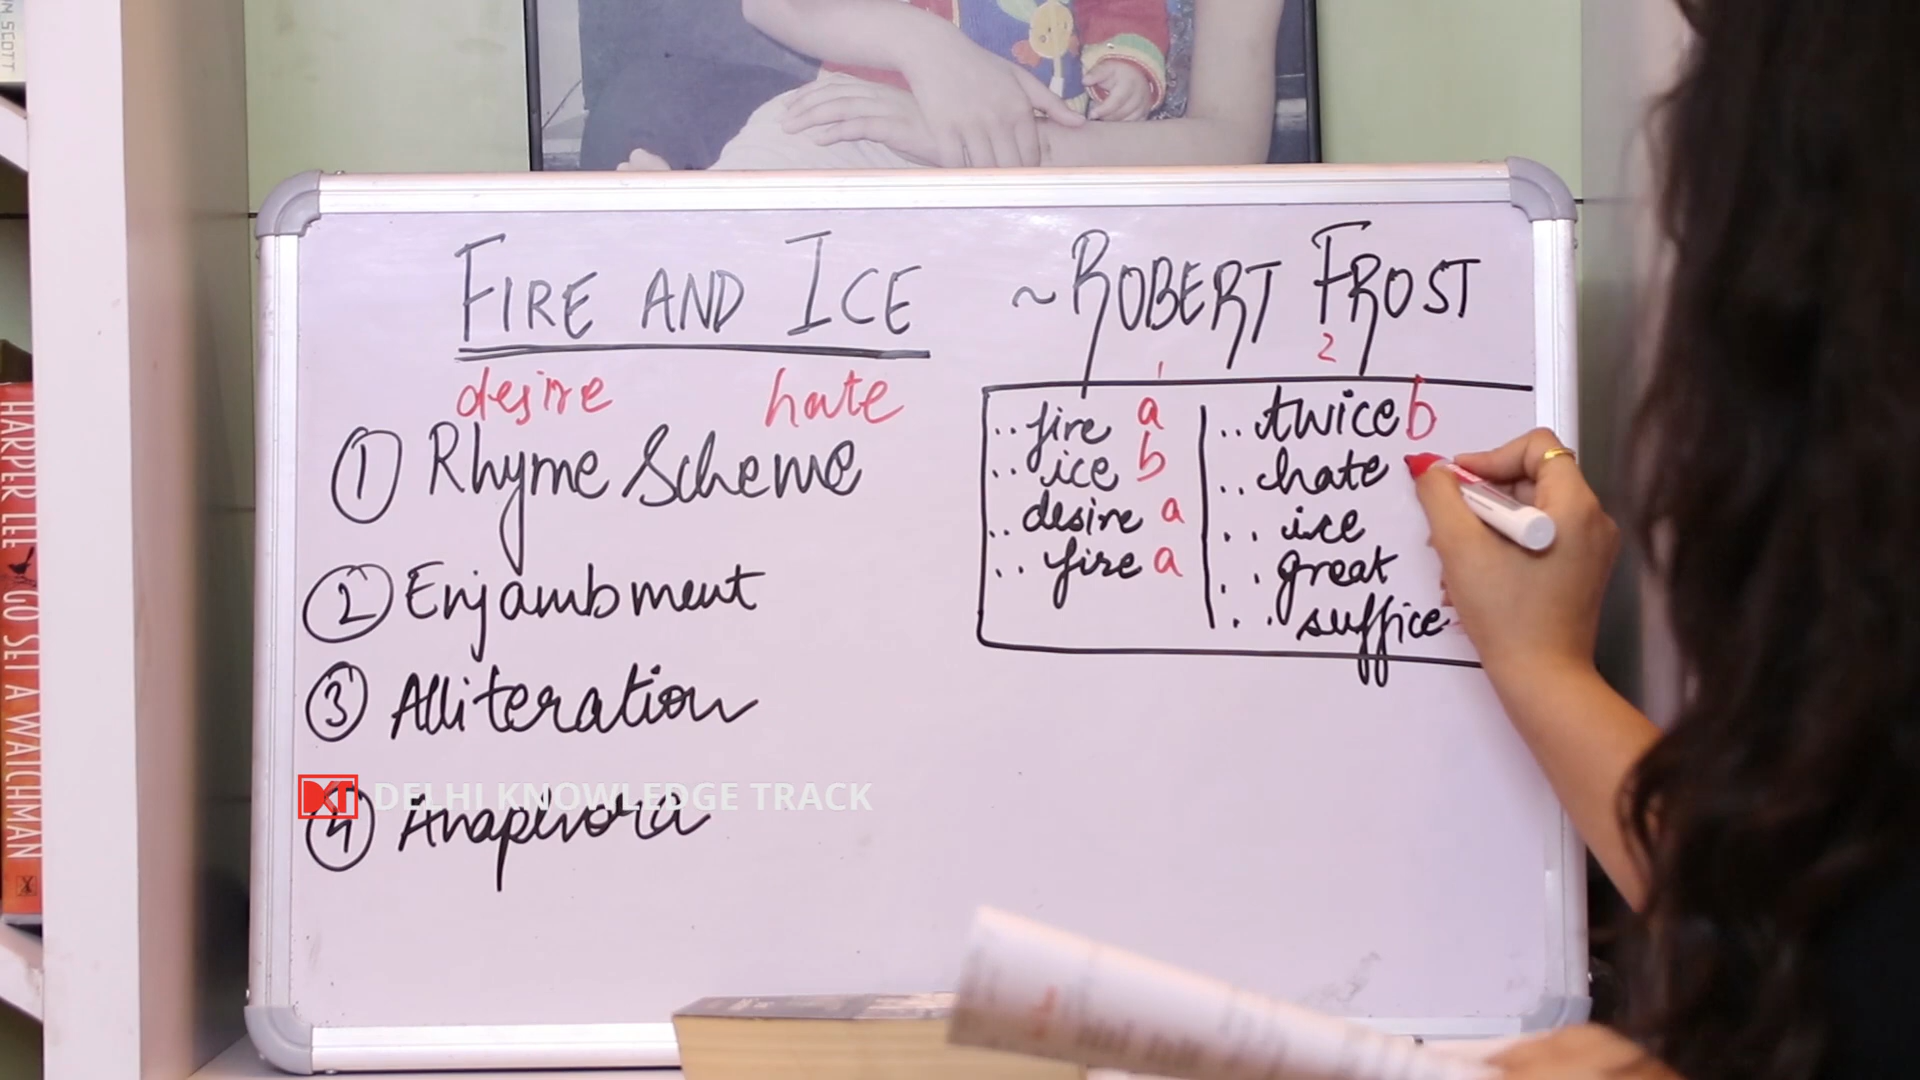 N SCOTT
HARPER LEE GO SET A WATCHMAN
FIRE AND ICE ~ROBERT FROST
desire hate
1 2
① Rhyme Scheme
② Enjambment
③ Alliteration
④ Anaphora
.. fire a
.. ice b
.. desire a
.. fire a
.. twice b
.. hate
.. ice
.. great
.. suffice
DELHI KNOWLEDGE TRACK